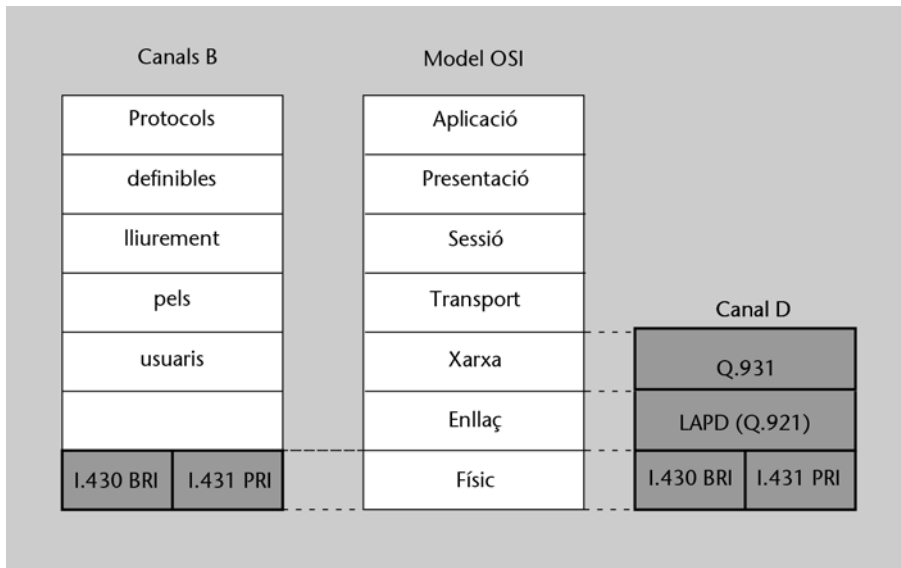 Canals B
Protocols
definibles
lliurement
pels
usuaris
I.430 BRI
I.431 PRI
Model OSI
Aplicació
Presentació
Sessió
Transport
Xarxa
Enllaç
Físic
Canal D
Q.931
LAPD (Q.921)
I.430 BRI
I.431 PRI